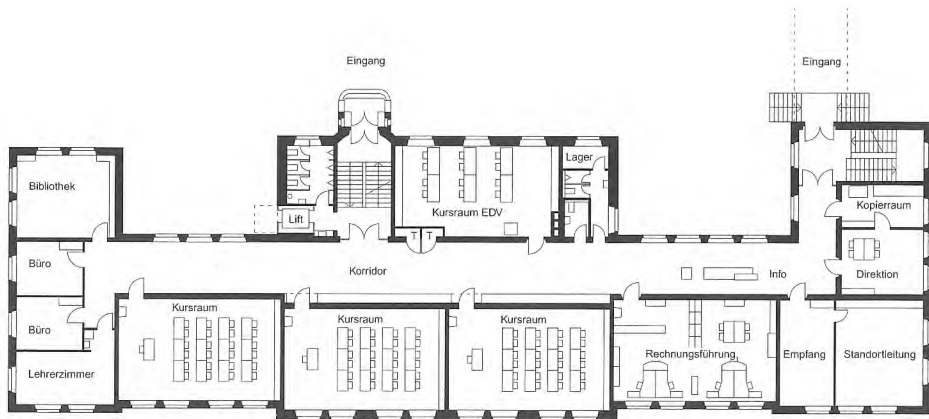 Eingang
Eingang
Bibliothek
Lager
Lift
Kursraum EDV
Kopierraum
T T
Büro
Korridor
Info
Direktion
Büro
Kursraum
Kursraum
Kursraum
Lehrerzimmer
Rechnungsführung
Empfang
Standortleitung